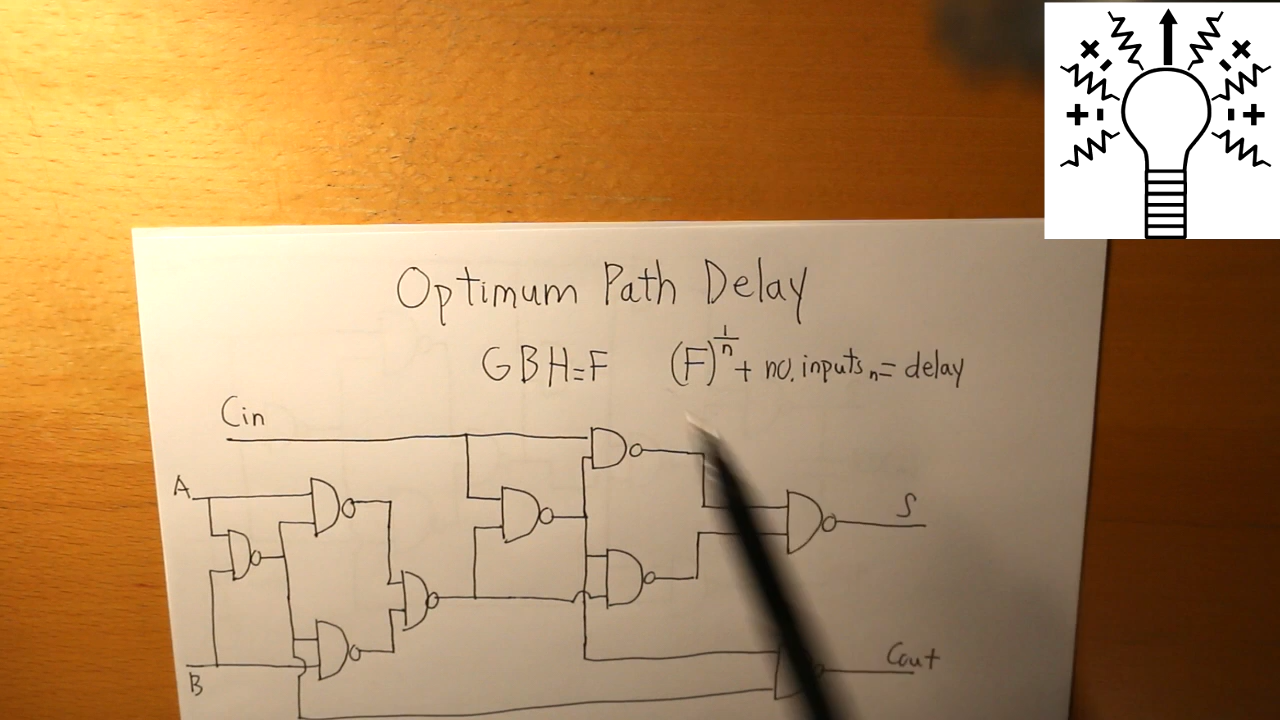 Optimum Path Delay
GBH=F (F)^1/n + no. inputs n = delay
Cin
A
S
Cout
B